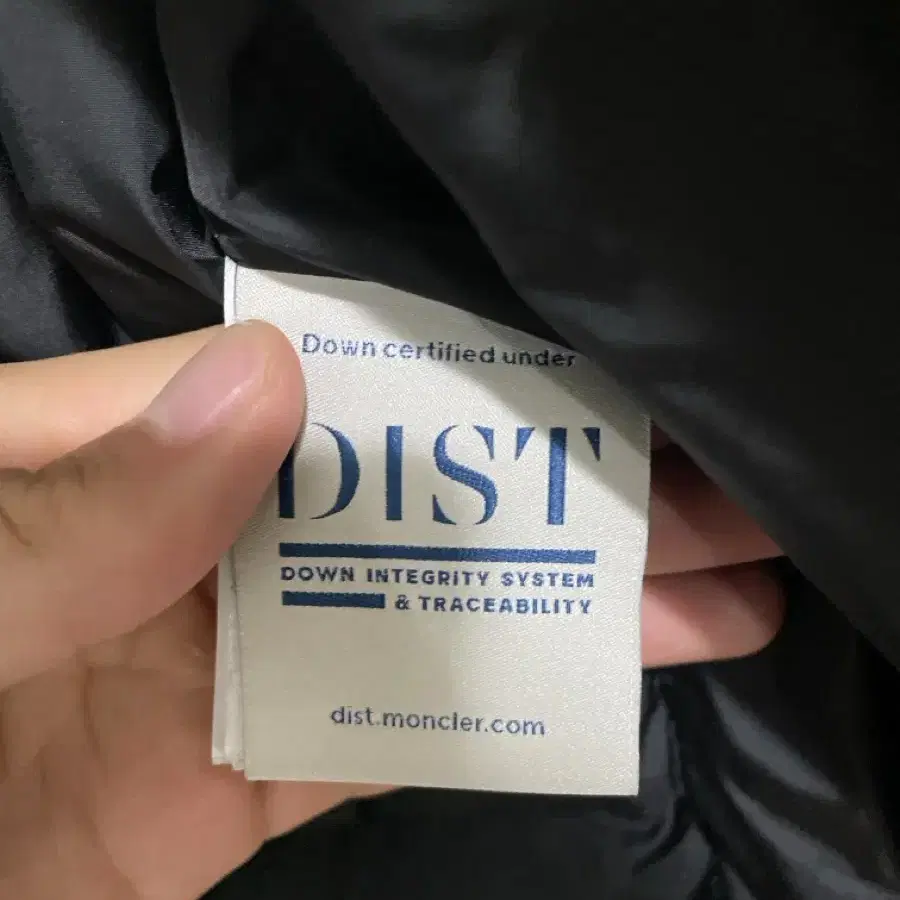 Down certified under
DIST
DOWN INTEGRITY SYSTEM
& TRACEABILITY
dist.moncler.com